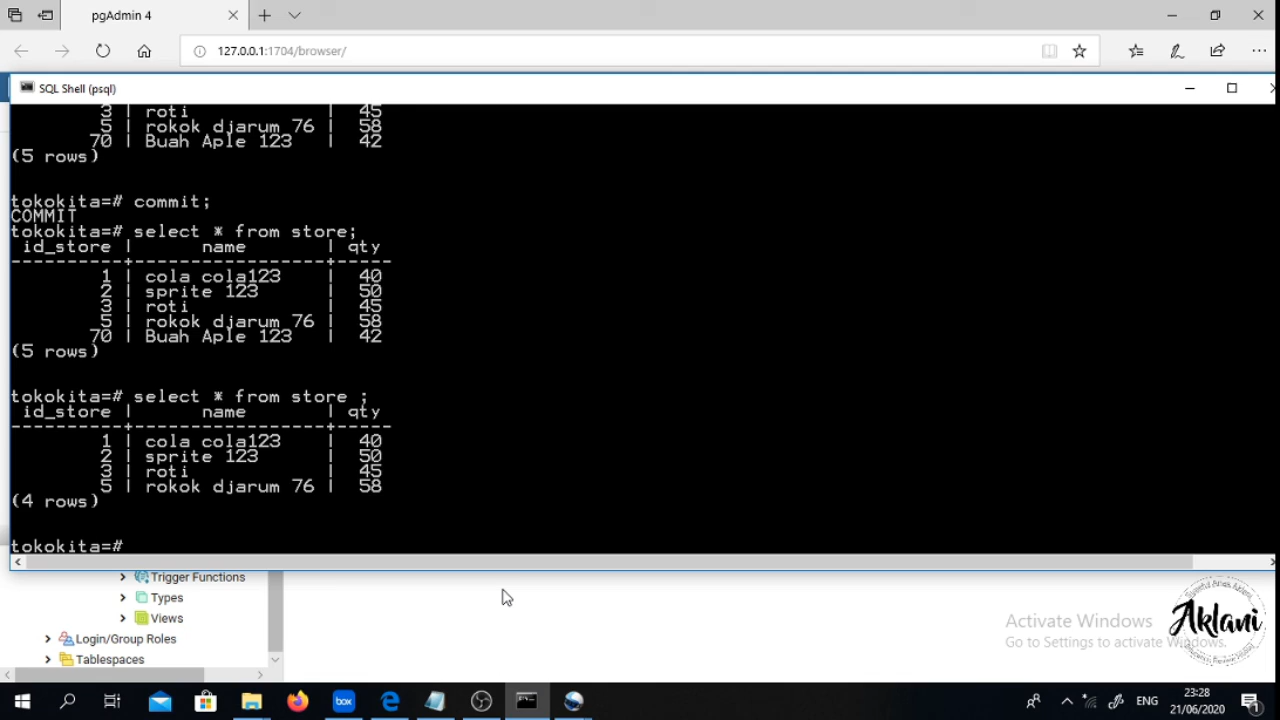 pgAdmin 4
127.0.0.1:1704/browser/
SQL Shell (psql)
3 | roti | 45
5 | rokok djarum 76 | 58
70 | Buah Aple 123 | 42
(5 rows)
tokokita=# commit;
COMMIT
tokokita=# select * from store;
id_store | name | qty
----------+-----------------+-----
1 | cola cola123 | 40
2 | sprite 123 | 50
3 | roti | 45
5 | rokok djarum 76 | 58
70 | Buah Aple 123 | 42
(5 rows)
tokokita=# select * from store ;
id_store | name | qty
----------+-----------------+-----
1 | cola cola123 | 40
2 | sprite 123 | 50
3 | roti | 45
5 | rokok djarum 76 | 58
(4 rows)
tokokita=#
Trigger Functions
Types
Views
Login/Group Roles
Tablespaces
Activate Windows
Go to Settings to activate Windows.
Aklani
box
ENG
23:28
21/06/2020
1